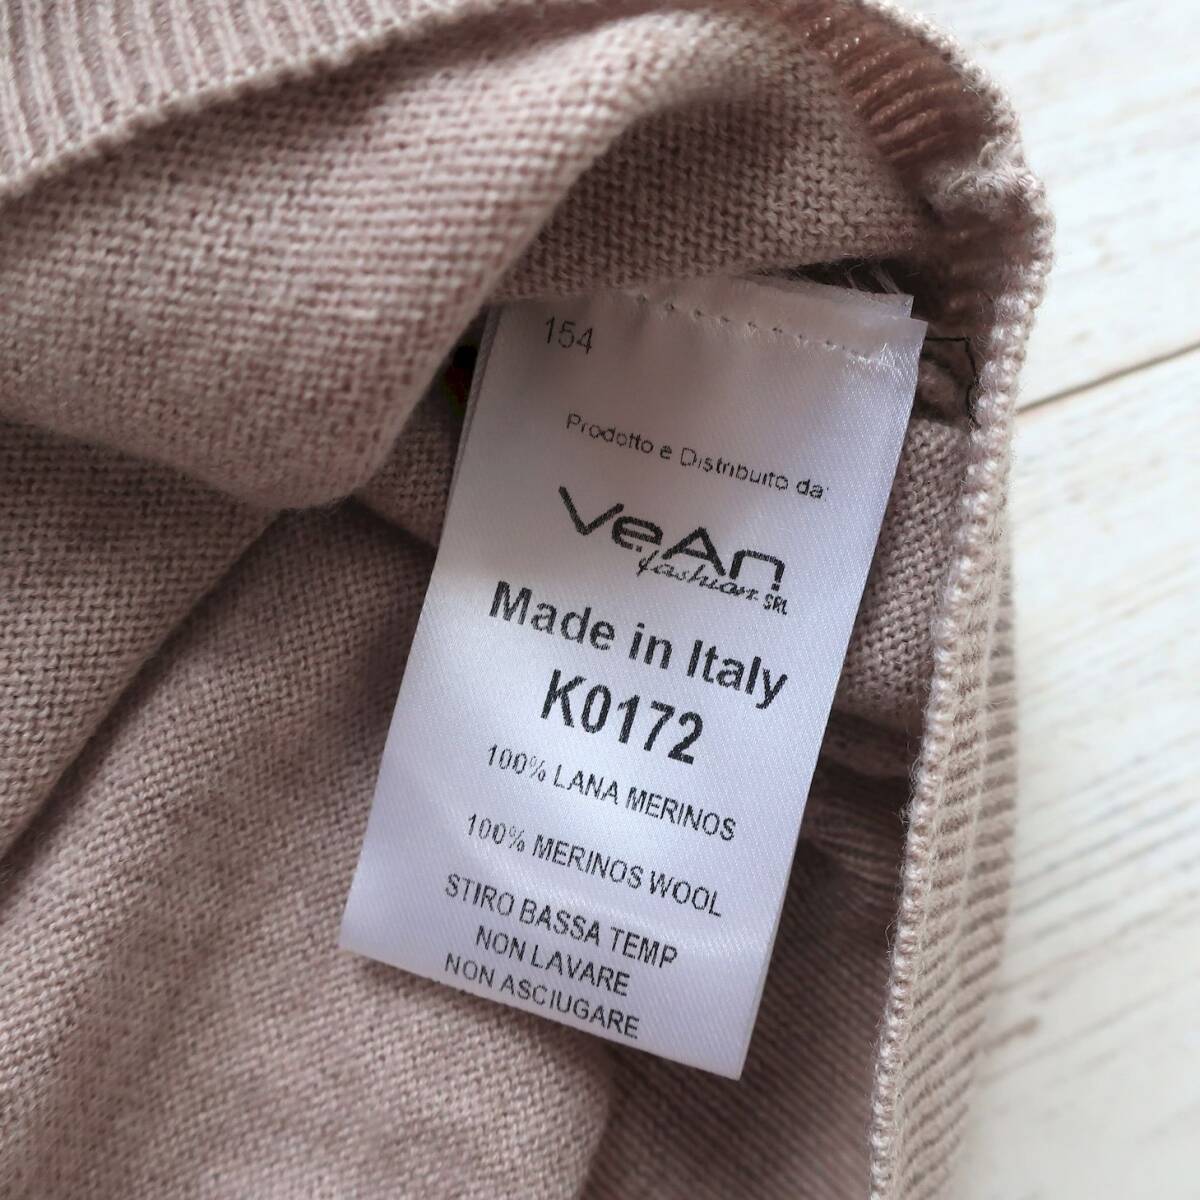 154
Prodotto e Distribuito da:
VeAn
fashion SRL
Made in Italy
K0172
100% LANA MERINOS
100% MERINOS WOOL
STIRO BASSA TEMP
NON LAVARE
NON ASCIUGARE